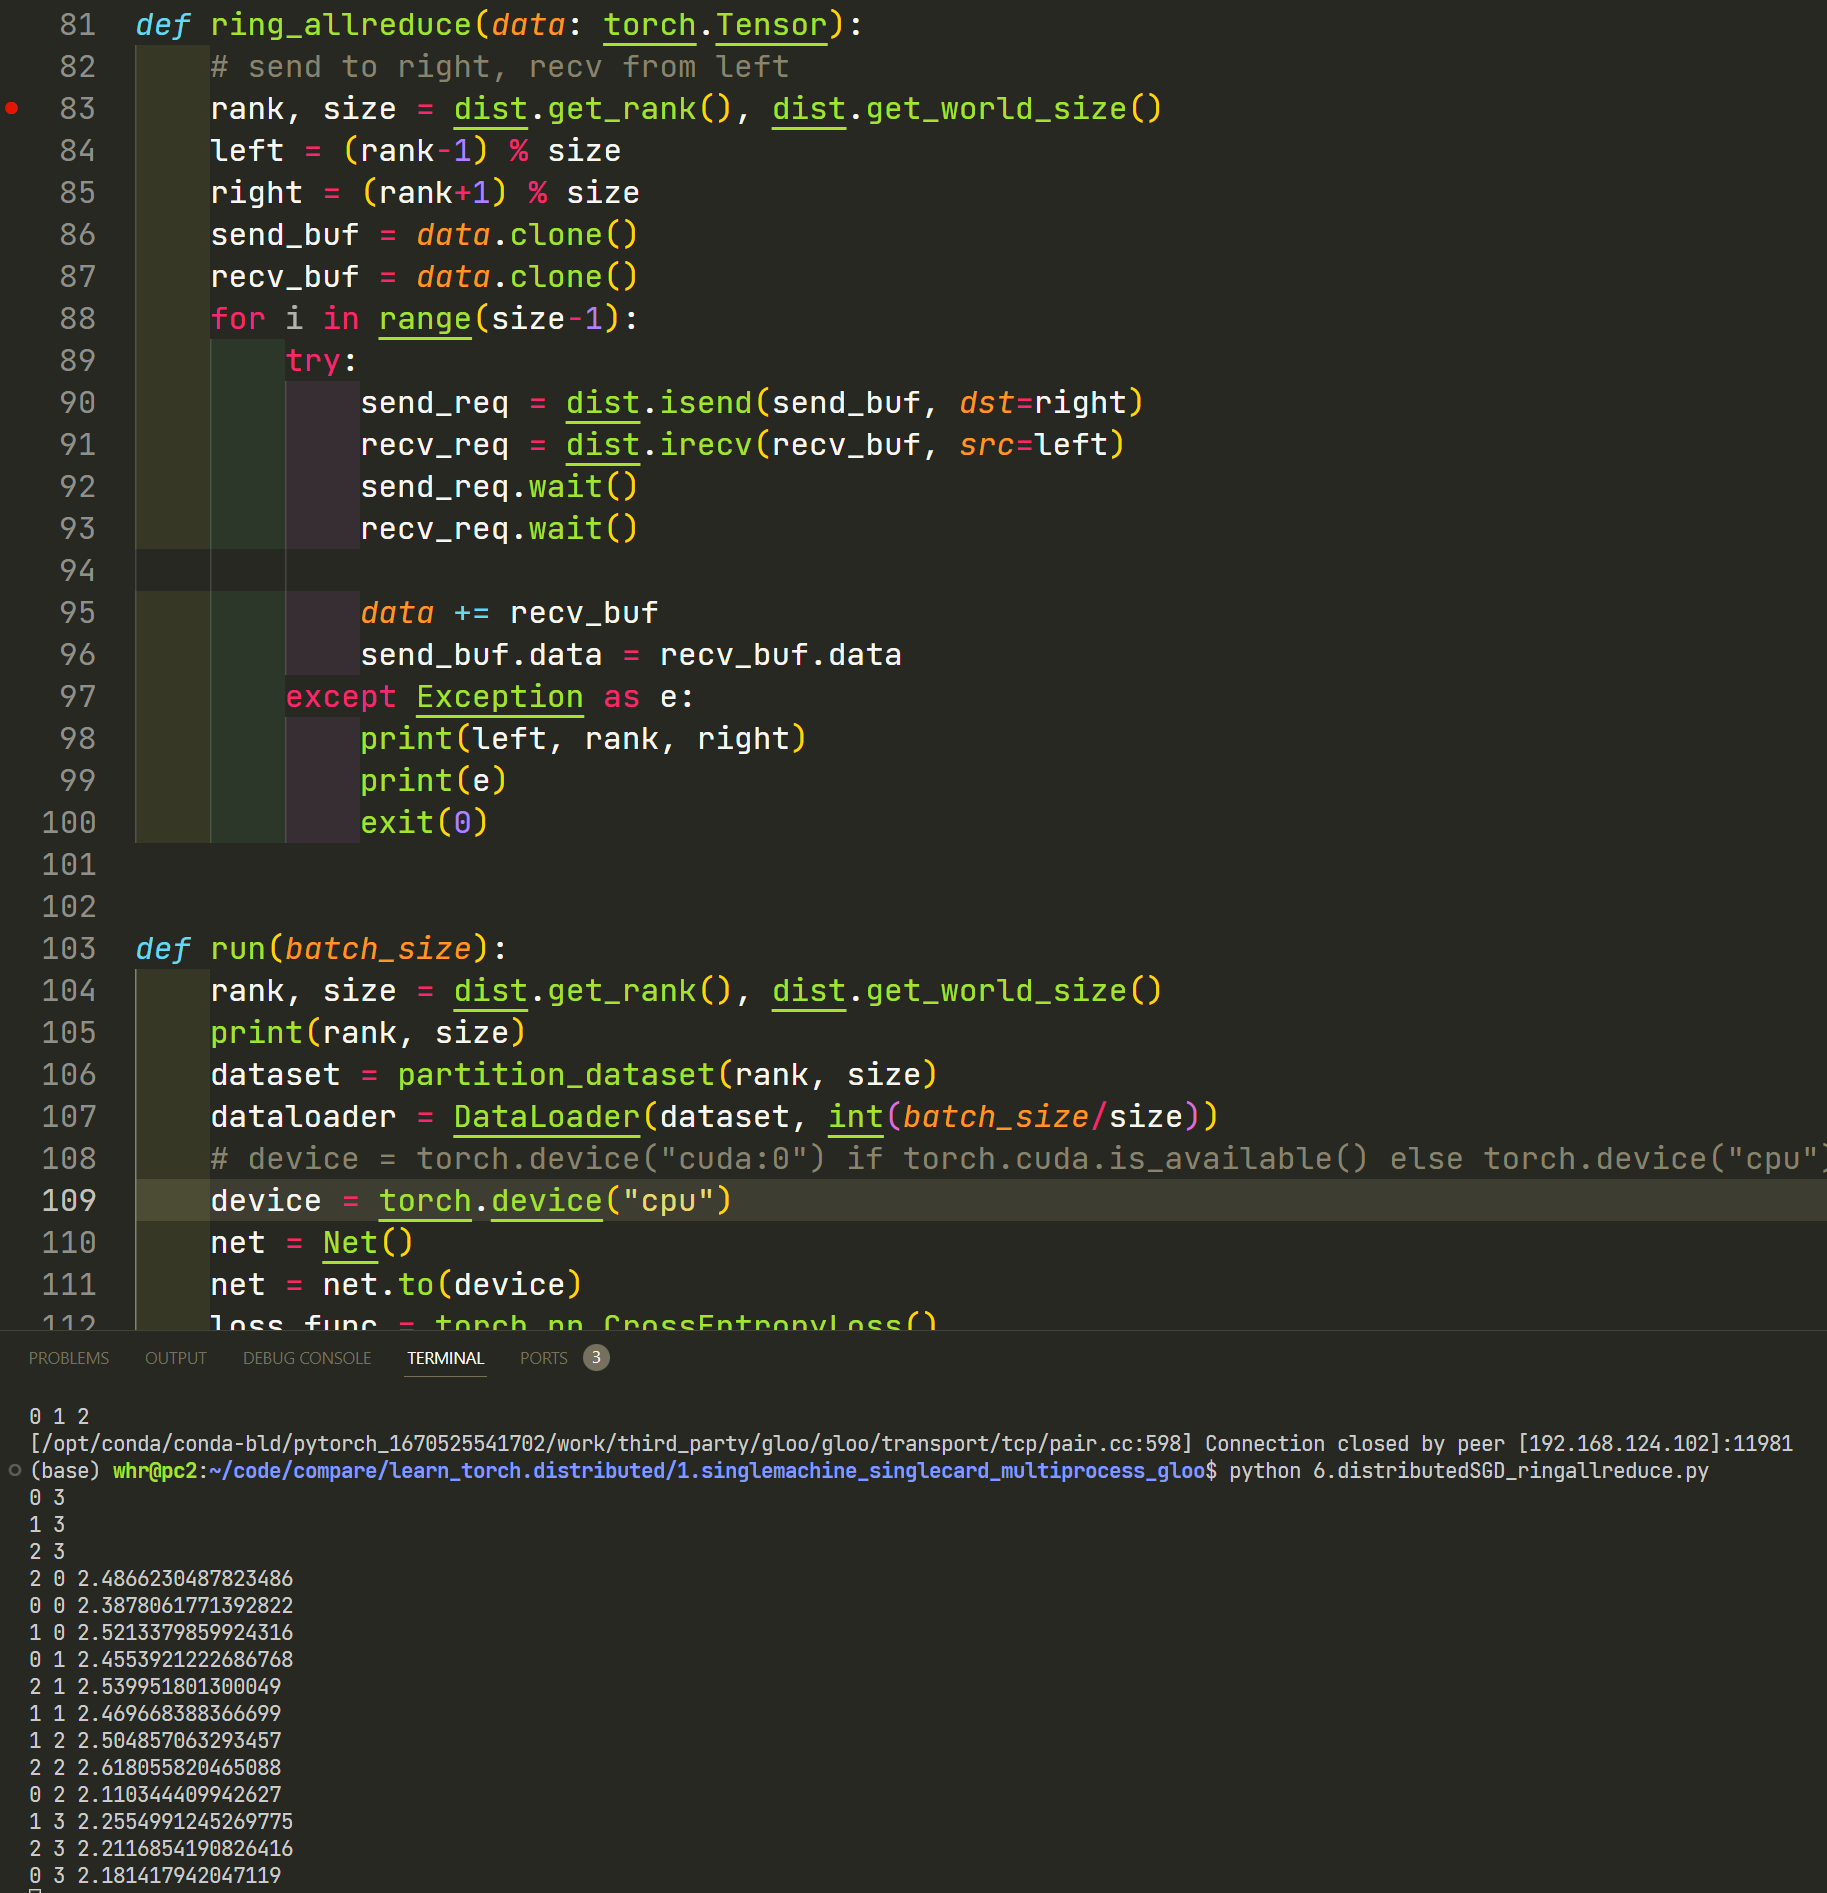 81 def ring_allreduce(data: torch.Tensor):
82 # send to right, recv from left
83 rank, size = dist.get_rank(), dist.get_world_size()
84 left = (rank-1) % size
85 right = (rank+1) % size
86 send_buf = data.clone()
87 recv_buf = data.clone()
88 for i in range(size-1):
89 try:
90 send_req = dist.isend(send_buf, dst=right)
91 recv_req = dist.irecv(recv_buf, src=left)
92 send_req.wait()
93 recv_req.wait()
94
95 data += recv_buf
96 send_buf.data = recv_buf.data
97 except Exception as e:
98 print(left, rank, right)
99 print(e)
100 exit(0)
101
102
103 def run(batch_size):
104 rank, size = dist.get_rank(), dist.get_world_size()
105 print(rank, size)
106 dataset = partition_dataset(rank, size)
107 dataloader = DataLoader(dataset, int(batch_size/size))
108 # device = torch.device("cuda:0") if torch.cuda.is_available() else torch.device("cpu")
109 device = torch.device("cpu")
110 net = Net()
111 net = net.to(device)
112 loss_func = torch.nn.CrossEntropyLoss()
PROBLEMS OUTPUT DEBUG CONSOLE TERMINAL PORTS 3
0 1 2
[/opt/conda/conda-bld/pytorch_1670525541702/work/third_party/gloo/gloo/transport/tcp/pair.cc:598] Connection closed by peer [192.168.124.102]:11981
(base) whr@pc2:~/code/compare/learn_torch.distributed/1.singlemachine_singlecard_multiprocess_gloo$ python 6.distributedSGD_ringallreduce.py
0 3
1 3
2 3
2 0 2.4866230487823486
0 0 2.3878061771392822
1 0 2.5213379859924316
0 1 2.4553921222686768
2 1 2.539951801300049
1 1 2.469668388366699
1 2 2.504857063293457
2 2 2.618055820465088
0 2 2.110344409942627
1 3 2.2554991245269775
2 3 2.2116854190826416
0 3 2.181417942047119